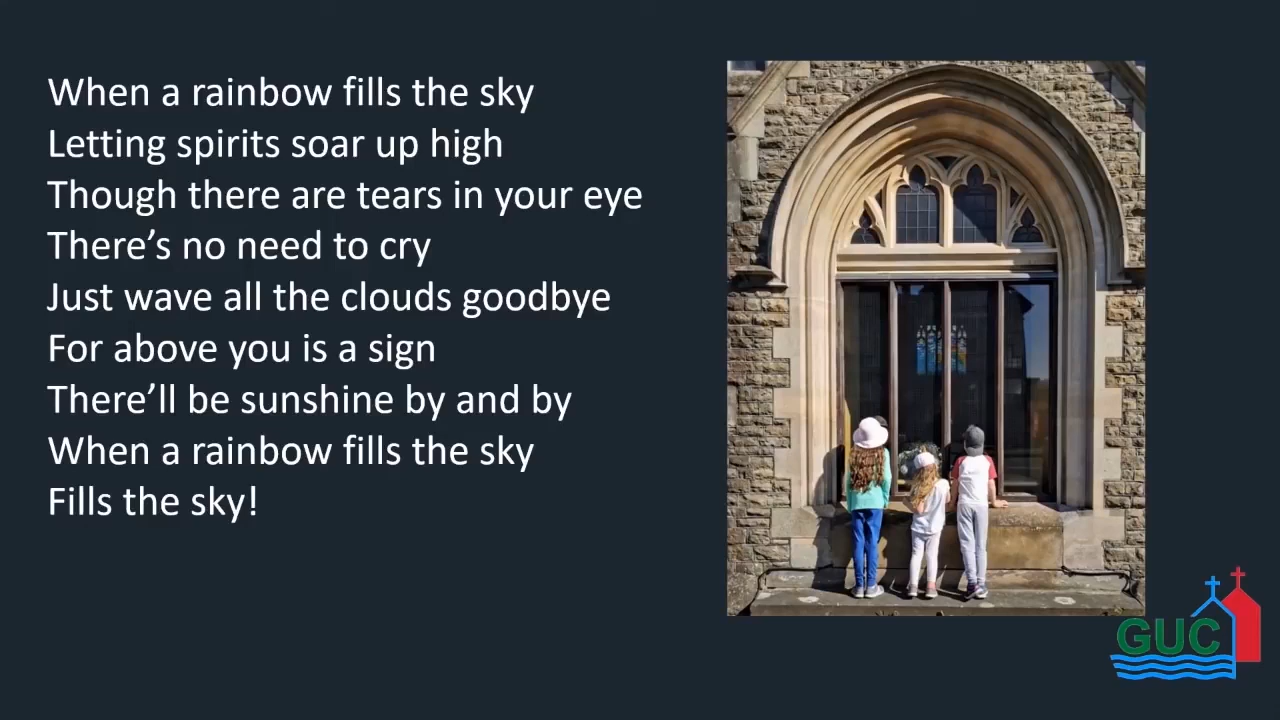 When a rainbow fills the sky
Letting spirits soar up high
Though there are tears in your eye
There’s no need to cry
Just wave all the clouds goodbye
For above you is a sign
There’ll be sunshine by and by
When a rainbow fills the sky
Fills the sky!
GUC